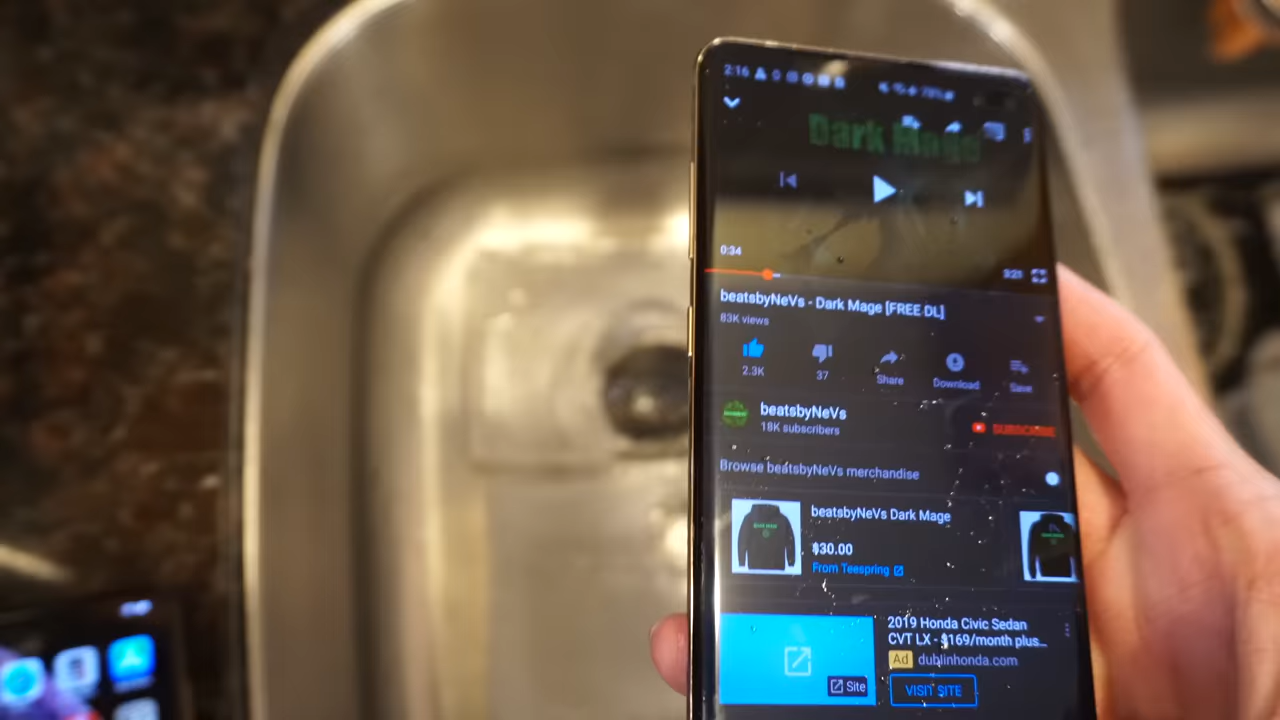 2:16
78%
Dark Mage
0:34
3:21
beatsbyNeVs - Dark Mage [FREE DL]
83K views
2.3K
37
Share
Download
Save
beatsbyNeVs
18K subscribers
SUBSCRIBE
Browse beatsbyNeVs merchandise
beatsbyNeVs Dark Mage
$30.00
From Teespring
2019 Honda Civic Sedan
CVT LX - $169/month plus...
Ad dublinhonda.com
Site
VISIT SITE